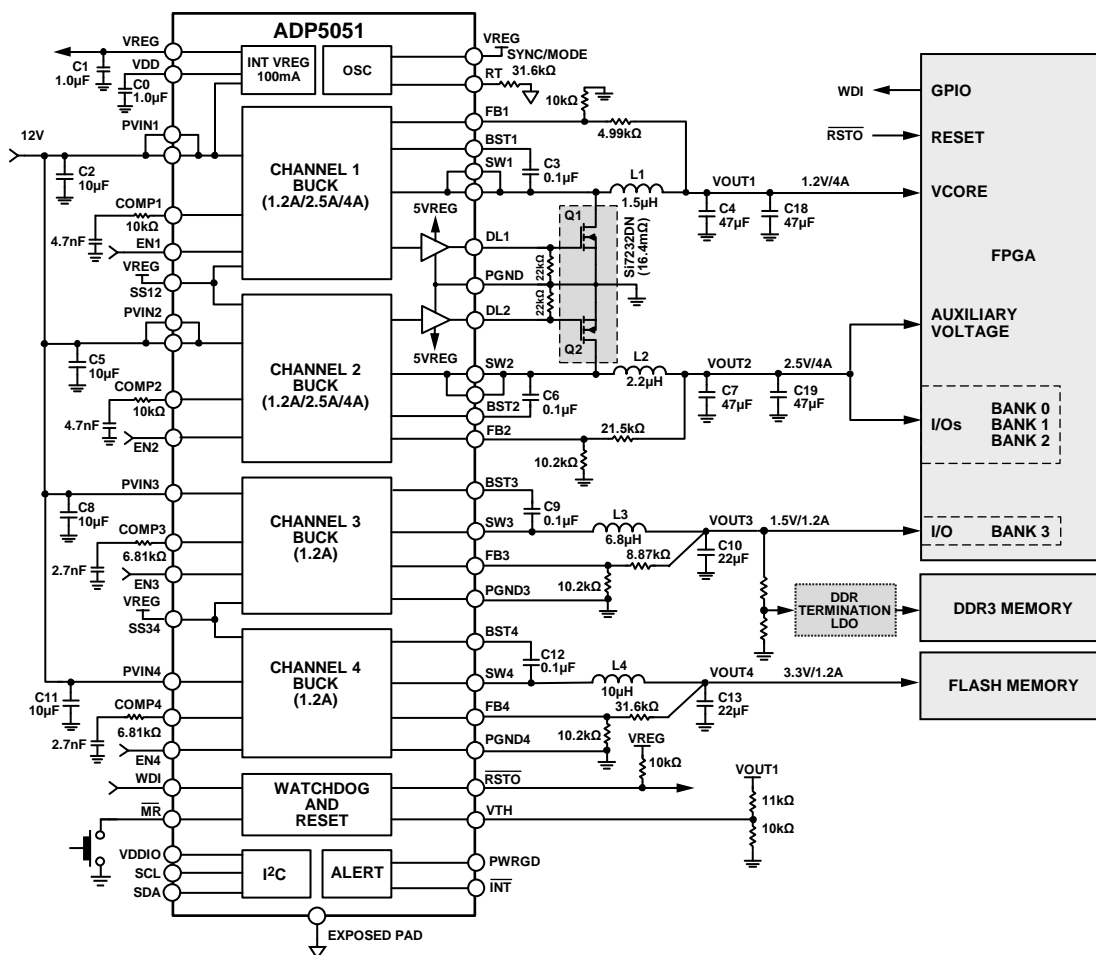 ADP5051
VREG
C1
1.0µF
VDD
C0
1.0µF
INT VREG
100mA
OSC
VREG
SYNC/MODE
RT
31.6kΩ
12V
PVIN1
C2
10µF
COMP1
10kΩ
4.7nF
EN1
VREG
SS12
CHANNEL 1
BUCK
(1.2A/2.5A/4A)
FB1
10kΩ
4.99kΩ
BST1
SW1
C3
0.1µF
L1
1.5µH
VOUT1
1.2V/4A
C4
47µF
C18
47µF
5VREG
DL1
PGND
DL2
5VREG
Q1
22kΩ
22kΩ
Q2
Si7232DN
(16.4mΩ)
PVIN2
C5
10µF
COMP2
10kΩ
4.7nF
EN2
CHANNEL 2
BUCK
(1.2A/2.5A/4A)
SW2
BST2
C6
0.1µF
FB2
L2
2.2µH
VOUT2
2.5V/4A
C7
47µF
C19
47µF
21.5kΩ
10.2kΩ
PVIN3
C8
10µF
COMP3
6.81kΩ
2.7nF
EN3
VREG
SS34
CHANNEL 3
BUCK
(1.2A)
BST3
SW3
C9
0.1µF
FB3
PGND3
L3
6.8µH
8.87kΩ
10.2kΩ
VOUT3
1.5V/1.2A
C10
22µF
PVIN4
C11
10µF
COMP4
6.81kΩ
2.7nF
EN4
CHANNEL 4
BUCK
(1.2A)
BST4
SW4
C12
0.1µF
FB4
PGND4
L4
10µH
31.6kΩ
10.2kΩ
VOUT4
3.3V/1.2A
C13
22µF
WDI
MR
WATCHDOG
AND
RESET
RSTO
VREG
10kΩ
VTH
VOUT1
11kΩ
10kΩ
VDDIO
SCL
SDA
I²C
ALERT
PWRGD
INT
EXPOSED PAD
WDI
GPIO
RSTO
RESET
VCORE
FPGA
AUXILIARY
VOLTAGE
I/Os
BANK 0
BANK 1
BANK 2
I/O BANK 3
DDR
TERMINATION
LDO
DDR3 MEMORY
FLASH MEMORY